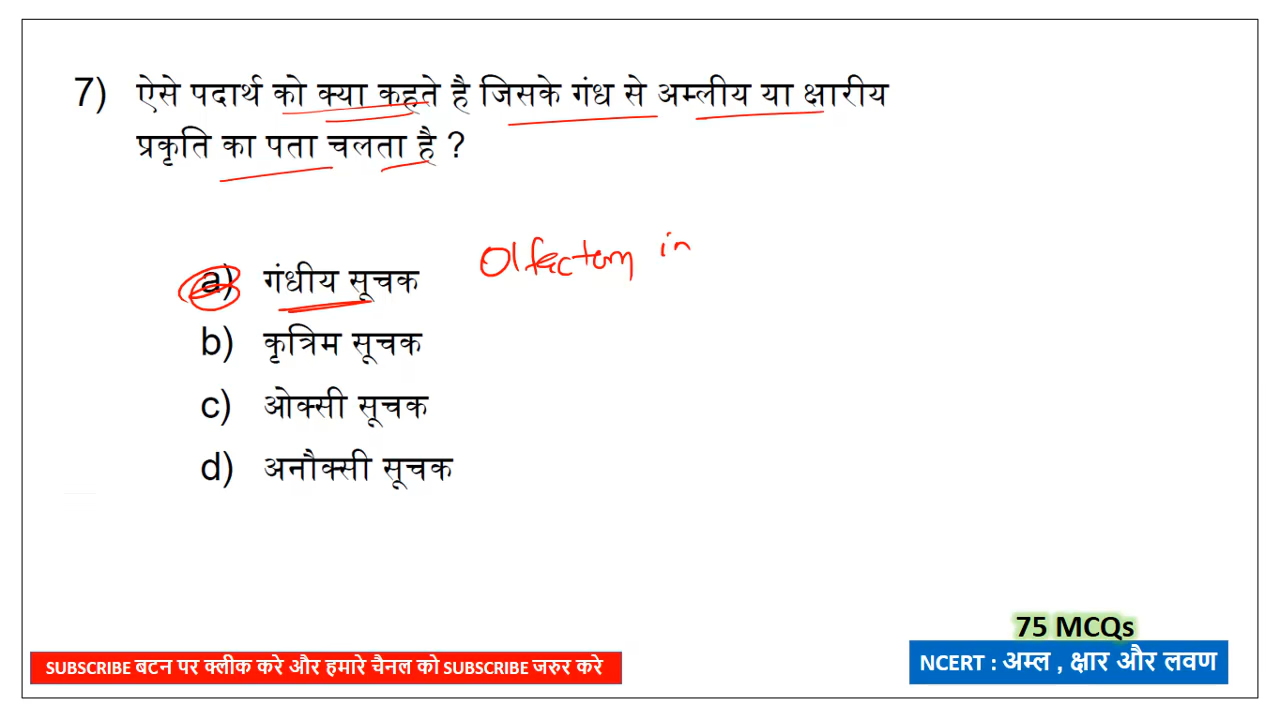 7) ऐसे पदार्थ को क्या कहते है जिसके गंध से अम्लीय या क्षारीय
प्रकृति का पता चलता है ?
a) गंधीय सूचक
Olfectory in
b) कृत्रिम सूचक
c) ओक्सी सूचक
d) अनौक्सी सूचक
75 MCQs
SUBSCRIBE बटन पर क्लीक करे और हमारे चैनल को SUBSCRIBE जरुर करे
NCERT : अम्ल , क्षार और लवण